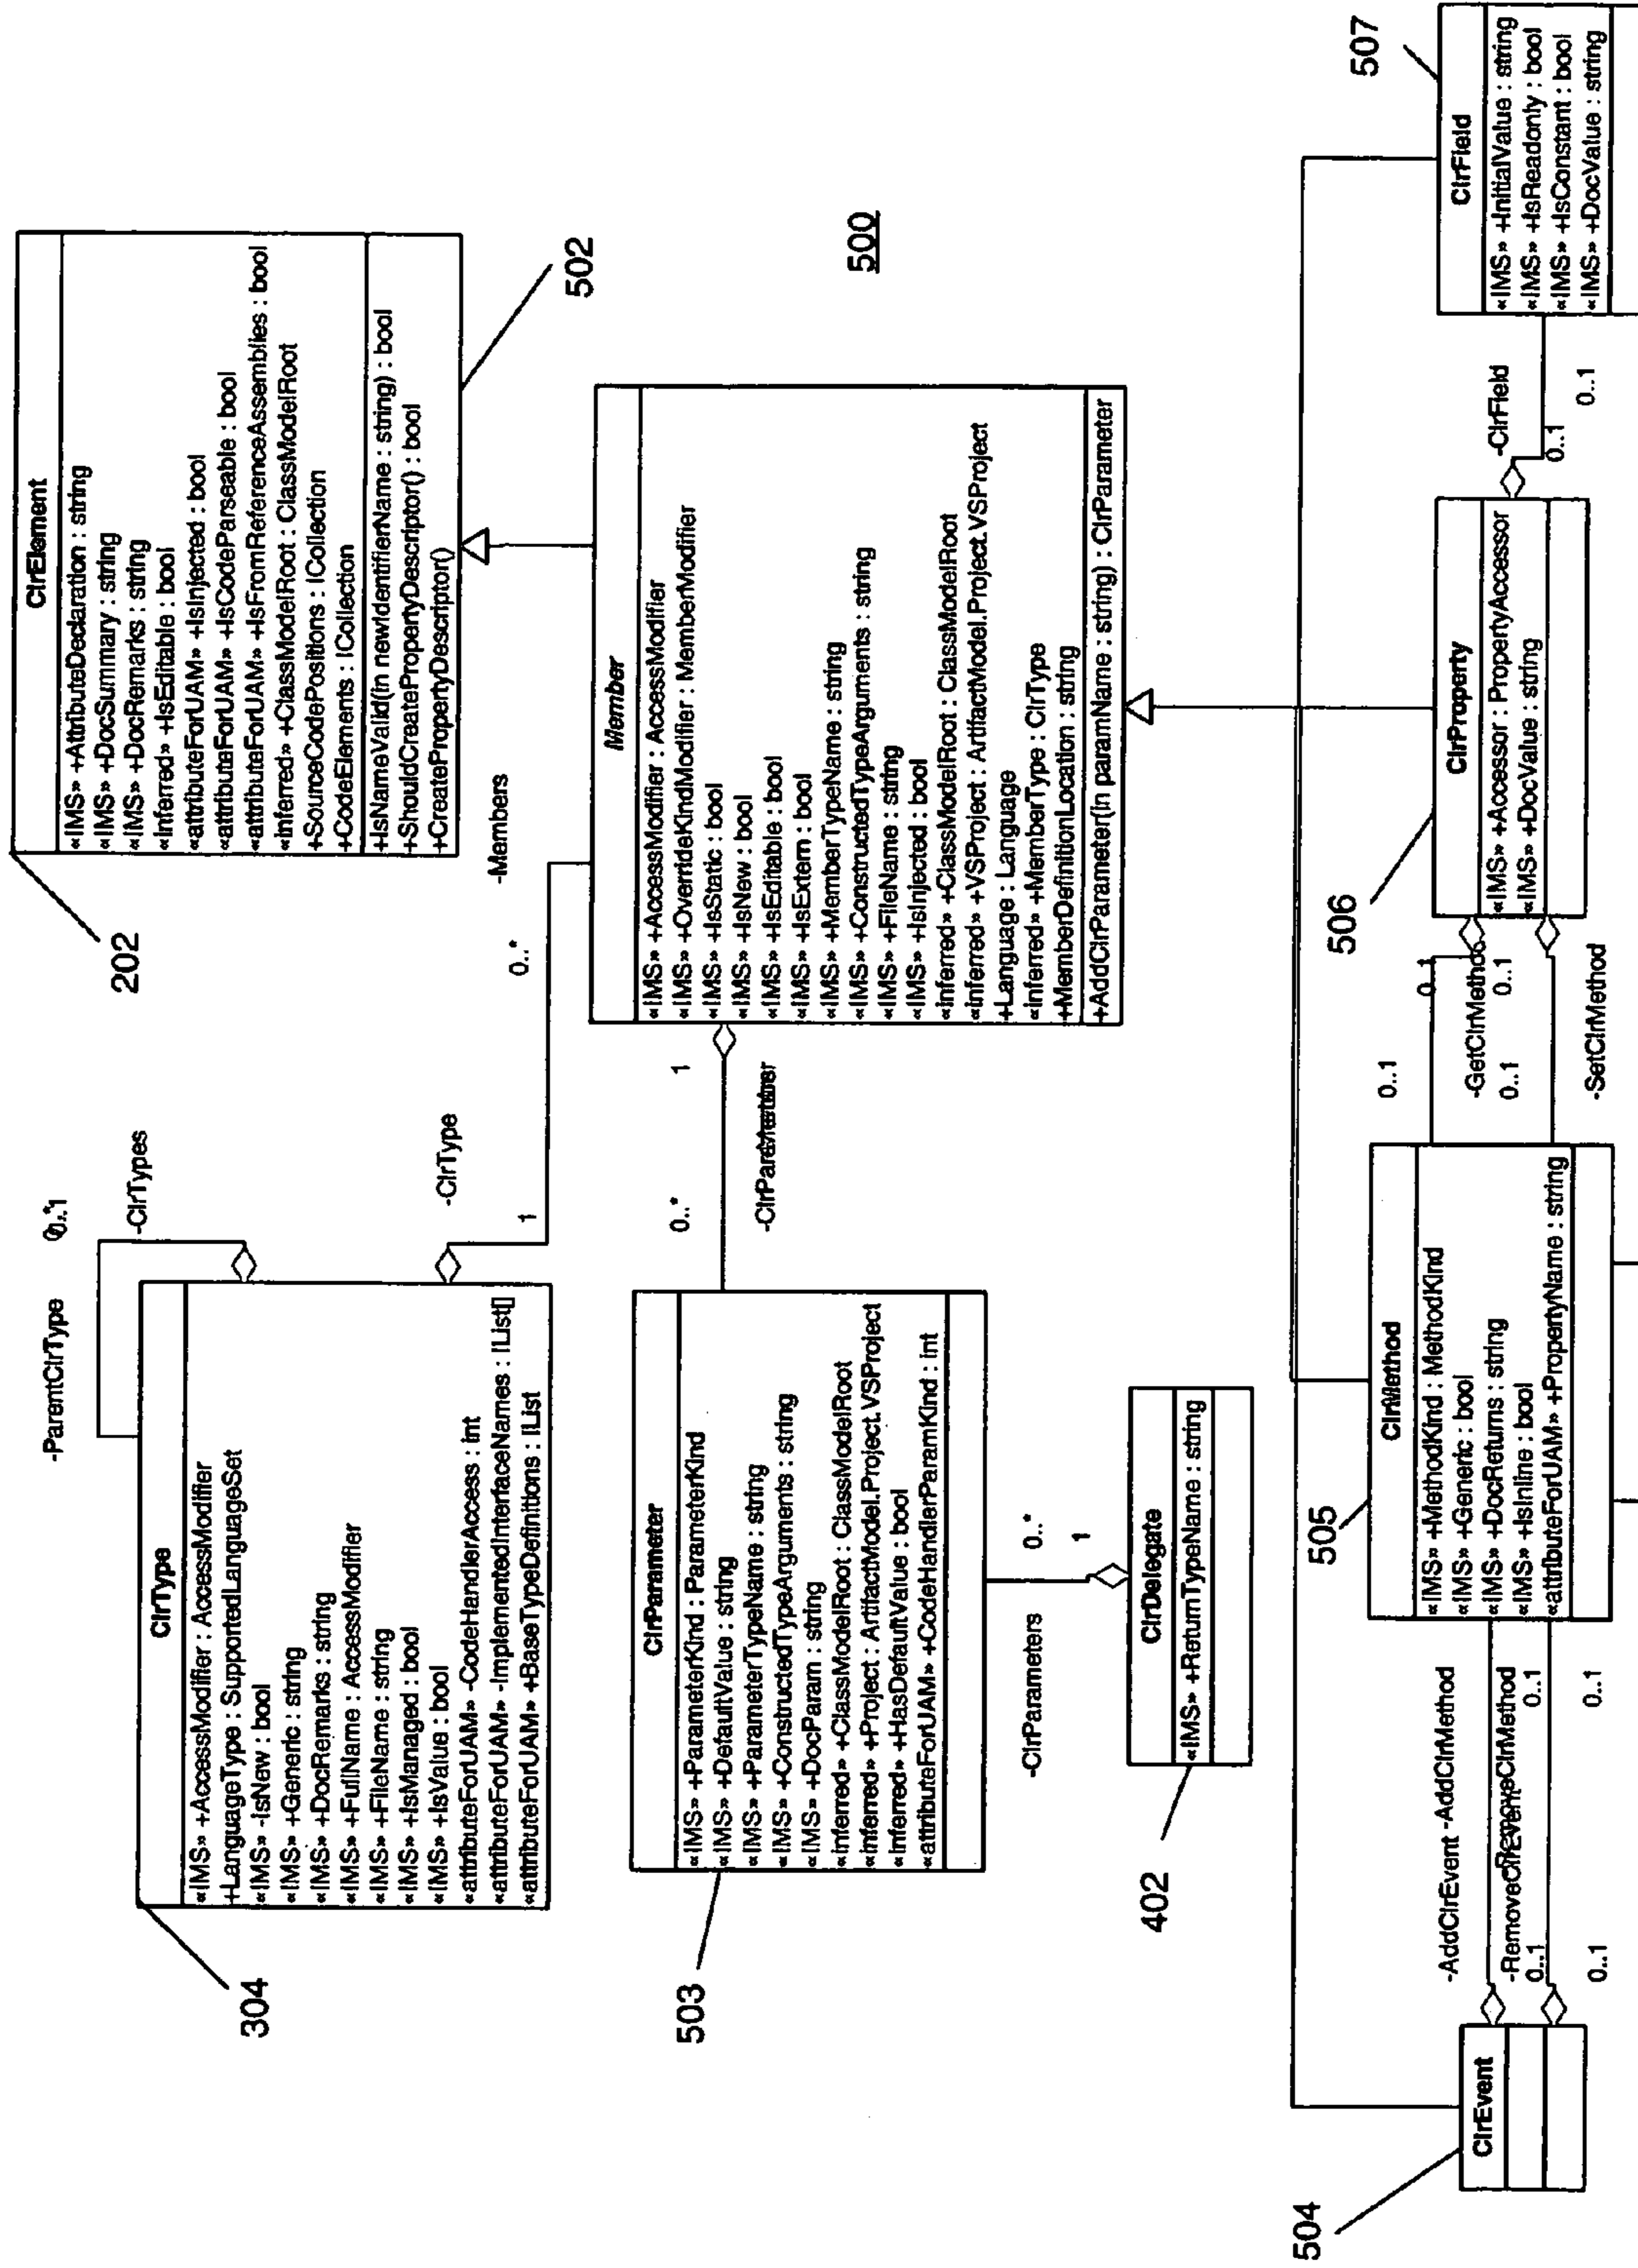 -ParentClrType
-ClrTypes
ClrType
«IMS» +AccessModifier : AccessModifier
+LanguageType : SupportedLanguageSet
«IMS» -IsNew : bool
«IMS» +Generic : string
«IMS» +DocRemarks : string
«IMS» +FullName : AccessModifier
«IMS» +FileName : string
«IMS» +IsManaged : bool
«IMS» +IsValue : bool
«attributeForUAM» -CodeHandlerAccess : int
«attributeForUAM» -ImplementedInterfaceNames : IList[]
«attributeForUAM» +BaseTypeDefinitions : IList
304
-ClrType
1
-Members
0..*
202
ClrElement
«IMS» +AttributeDeclaration : string
«IMS» +DocSummary : string
«IMS» +DocRemarks : string
«inferred» +IsEditable : bool
«attributeForUAM» +IsInjected : bool
«attributeForUAM» +IsCodeParseable : bool
«attributeForUAM» +IsFromReferenceAssemblies : bool
«inferred» +ClassModelRoot : ClassModelRoot
+SourceCodePositions : ICollection
+CodeElements : ICollection
+IsNameValid(in newIdentifierName : string) : bool
+ShouldCreatePropertyDescriptor() : bool
+CreatePropertyDescriptor()
502
500
Member
«IMS» +AccessModifier : AccessModifier
«IMS» +OverrideKindModifier : MemberModifier
«IMS» +IsStatic : bool
«IMS» +IsNew : bool
«IMS» +IsEditable : bool
«IMS» +IsExtern : bool
«IMS» +MemberTypeName : string
«IMS» +ConstructedTypeArguments : string
«IMS» +FileName : string
«IMS» +IsInjected : bool
«inferred» +ClassModelRoot : ClassModelRoot
«inferred» +VSProject : ArtifactModel.Project.VSProject
+Language : Language
«inferred» +MemberType : ClrType
+MemberDefinitionLocation : string
+AddClrParameter(in paramName : string) : ClrParameter
0..*
1
503
ClrParameter
«IMS» +ParameterKind : ParameterKind
«IMS» +DefaultValue : string
«IMS» +ParameterTypeName : string
«IMS» +ConstructedTypeArguments : string
«IMS» +DocParam : string
«inferred» +ClassModelRoot : ClassModelRoot
«inferred» +Project : ArtifactModel.Project.VSProject
«inferred» +HasDefaultValue : bool
«attributeForUAM» +CodeHandlerParamKind : int
-ClrParameters
0..*
1
402
ClrDelegate
«IMS» +ReturnTypeName : string
504
ClrEvent
-AddClrEvent
-AddClrMethod
-RemoveClrEvent
-RemoveClrMethod
0..1
0..1
0..1
0..1
505
ClrMethod
«IMS» +MethodKind : MethodKind
«IMS» +Generic : bool
«IMS» +DocReturns : string
«IMS» +IsInline : bool
«attributeForUAM» +PropertyName : string
0..1
0..1
-GetClrMethod
0..1
0..1
-SetClrMethod
506
ClrProperty
«IMS» +Accessor : PropertyAccessor
«IMS» +DocValue : string
-ClrField
0..1
0..1
507
ClrField
«IMS» +InitialValue : string
«IMS» +IsReadonly : bool
«IMS» +IsConstant : bool
«IMS» +DocValue : string